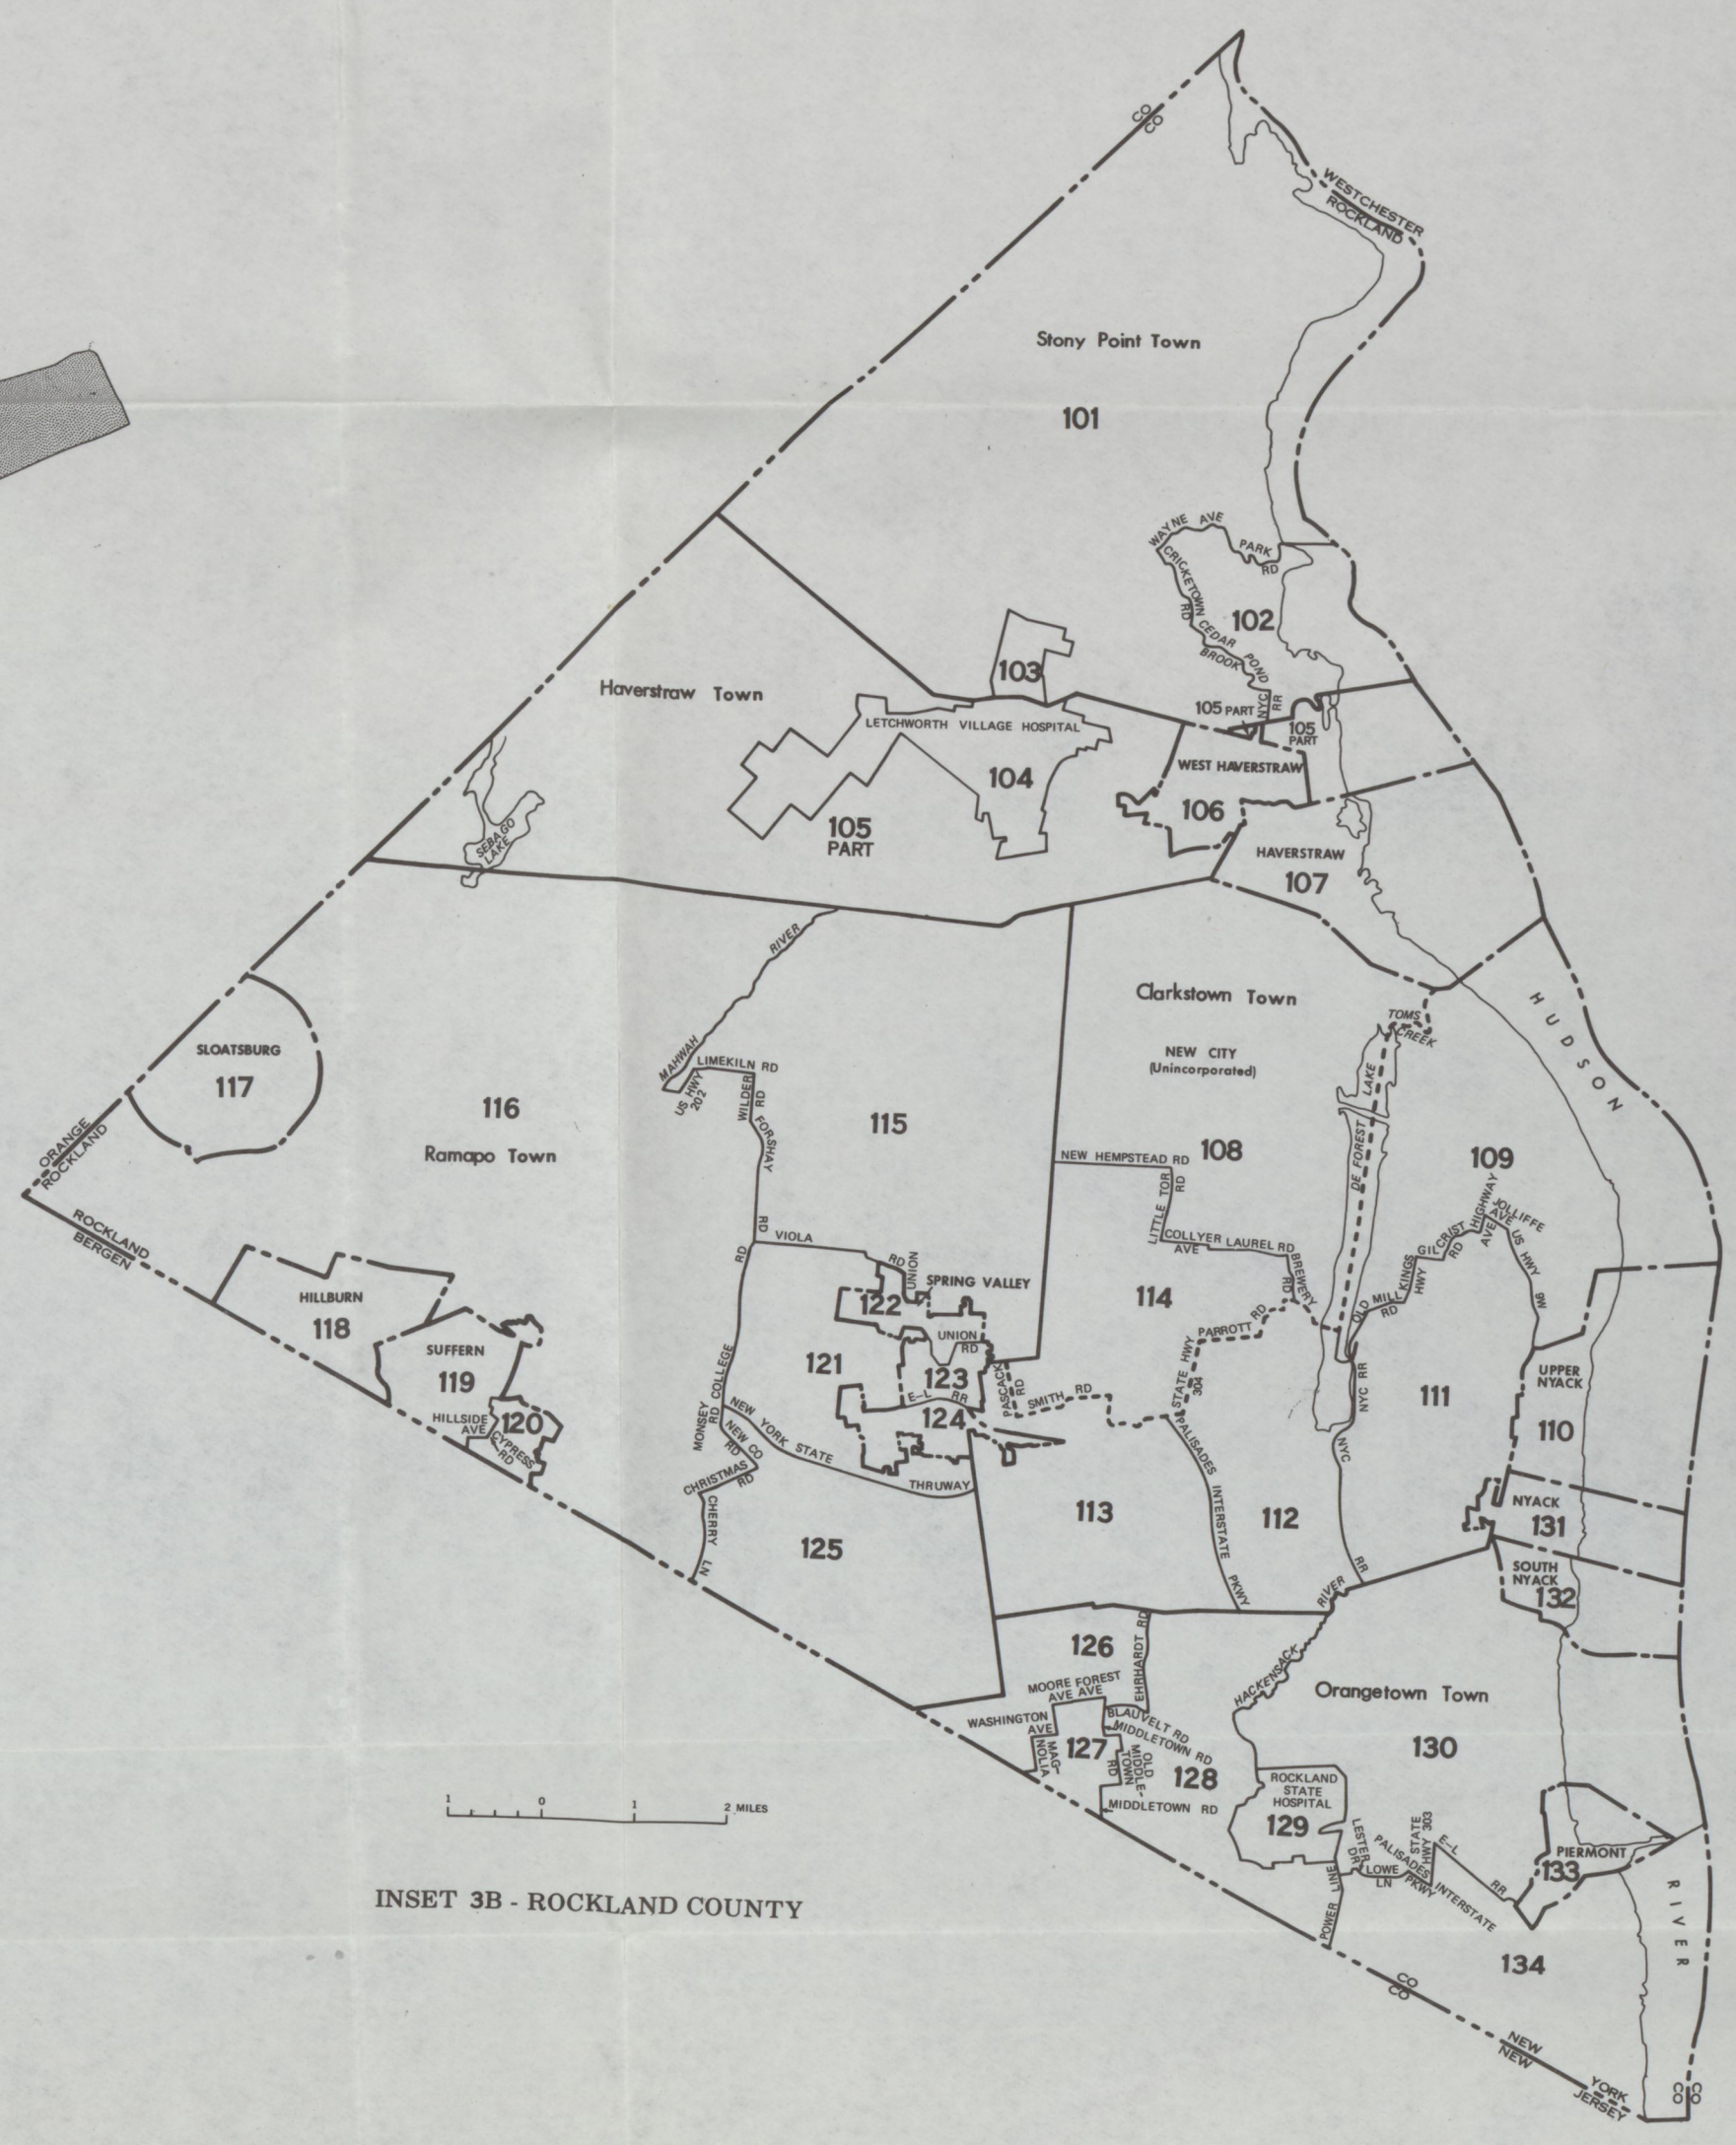 CO
CO
WESTCHESTER
ROCKLAND
Stony Point Town
101
WAYNE AVE
PARK
RD
CRICKETOWN
RD
102
CEDAR POND
BROOK
103
Haverstraw Town
NYC
RR
105 PART
105
PART
LETCHWORTH VILLAGE HOSPITAL
WEST HAVERSTRAW
104
106
105
PART
SEBAGO
LAKE
HAVERSTRAW
107
RIVER
MAHWAH
Clarkstown Town
NEW CITY
(Unincorporated)
TOMS
CREEK
HUDSON
SLOATSBURG
117
LIMEKILN RD
US HWY
202
WILDER
RD
FORSHAY
RD
116
Ramapo Town
115
DE FOREST LAKE
108
109
NEW HEMPSTEAD RD
LITTLE TOR
RD
ORANGE
ROCKLAND
ROCKLAND
BERGEN
COLLYER
AVE
LAUREL RD
BREWERY
RD
JOLLIFFE
AVE
HIGHWAY
AVE
GILCRIST
RD
KINGS
HWY
OLD MILL
RD
US HWY 9W
VIOLA
RD
RD
UNION
SPRING VALLEY
122
114
HILLBURN
118
SUFFERN
119
UNION
RD
PARROTT RD
STATE HWY
304
121
123
E-L RR
PASCACK
RD
SMITH RD
NYC RR
111
UPPER
NYACK
110
HILLSIDE
AVE
120
CYPRESS
RD
MONSEY COLLEGE
RD
RD
NEW YORK STATE
THRUWAY
NEW CO
RD
124
CHRISTMAS
RD
CHERRY
LN
PALISADES INTERSTATE
PKWY
NYC
RR
NYACK
131
113
112
125
SOUTH
NYACK
132
RIVER
HACKENSACK
126
EHRHARDT RD
MOORE FOREST
AVE AVE
Orangetown Town
WASHINGTON
AVE
BLAUVELT RD
MIDDLETOWN RD
MAG-
NOLIA
127
OLD
MIDDLE-
TOWN
RD
128
130
MIDDLETOWN RD
ROCKLAND
STATE
HOSPITAL
129
1 0 1 2 MILES
LESTER
DR
LOWE
LN
PALISADES
PKWY
INTERSTATE
STATE
HWY 303
E-L
RR
PIERMONT
133
INSET 3B - ROCKLAND COUNTY
POWER
LINE
RIVER
134
CO
CO
NEW
NEW
YORK
JERSEY
CO
CO